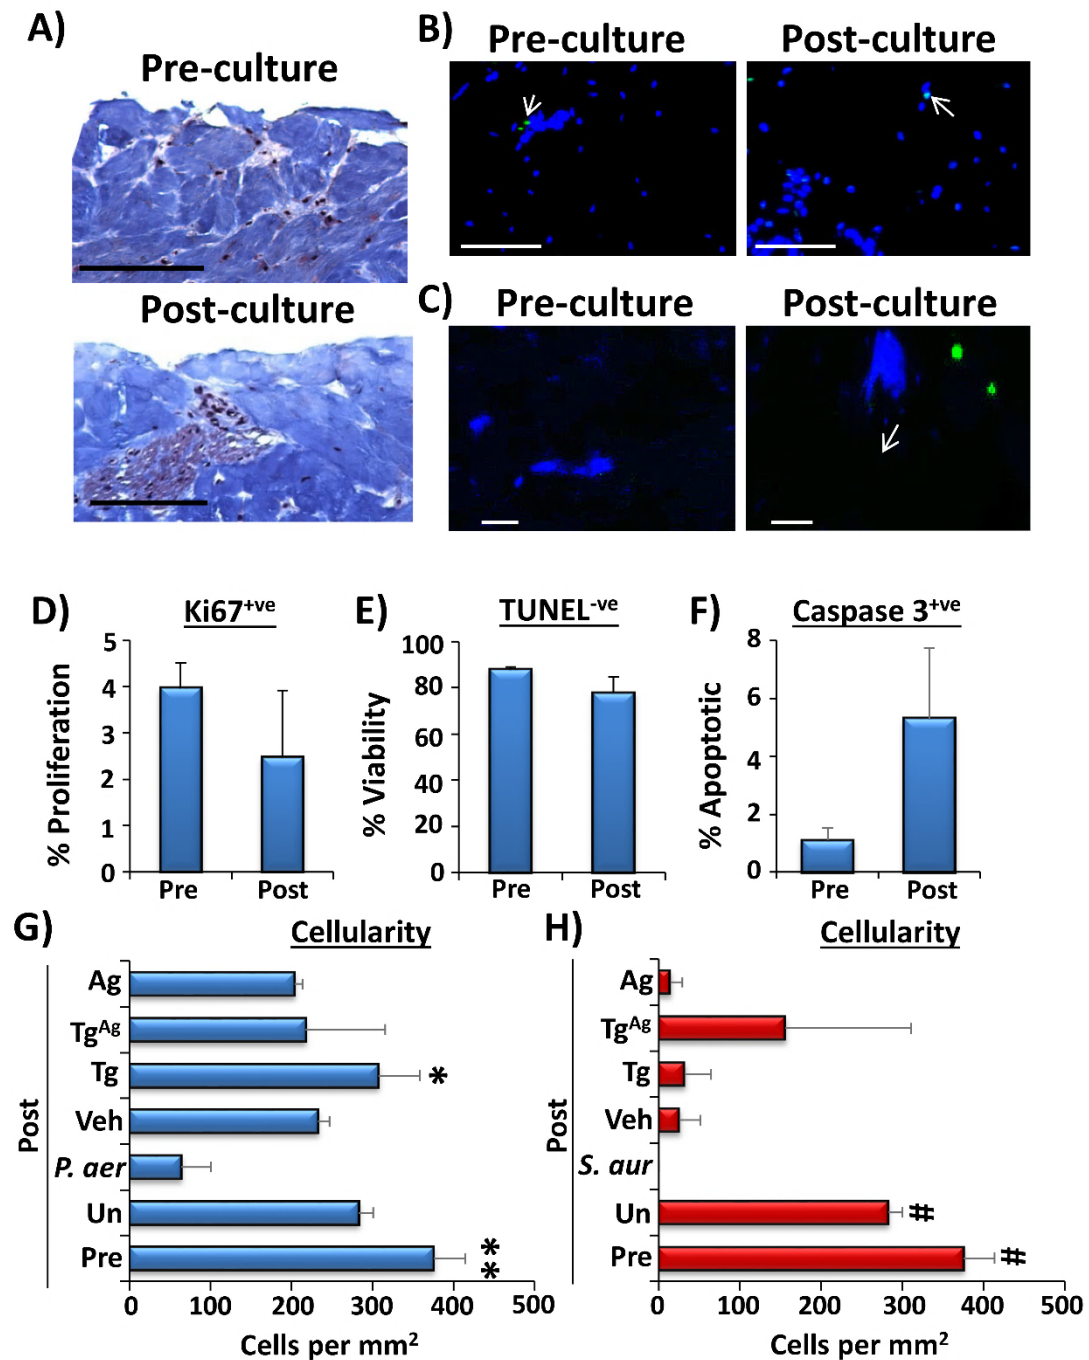 A)
Pre-culture
Post-culture
B)
Pre-culture
Post-culture
C)
Pre-culture
Post-culture
D)
Ki67+ve
% Proliferation
5
4
3
2
1
0
Pre
Post
E)
TUNEL-ve
% Viability
100
80
60
40
20
0
Pre
Post
F)
Caspase 3+ve
% Apoptotic
8
6
4
2
0
Pre
Post
G)
Cellularity
Post
Ag
TgAg
Tg
*
Veh
P. aer
Un
Pre
**
0
100
200
300
400
500
Cells per mm2
H)
Cellularity
Post
Ag
TgAg
Tg
Veh
S. aur
Un
#
Pre
#
0
100
200
300
400
500
Cells per mm2